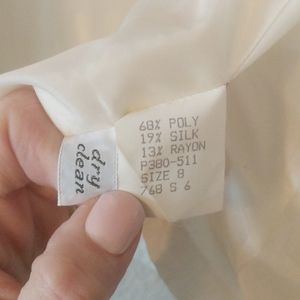 68% POLY
19% SILK
13% RAYON
P380-511
SIZE 8
768 S 6
dry
clean